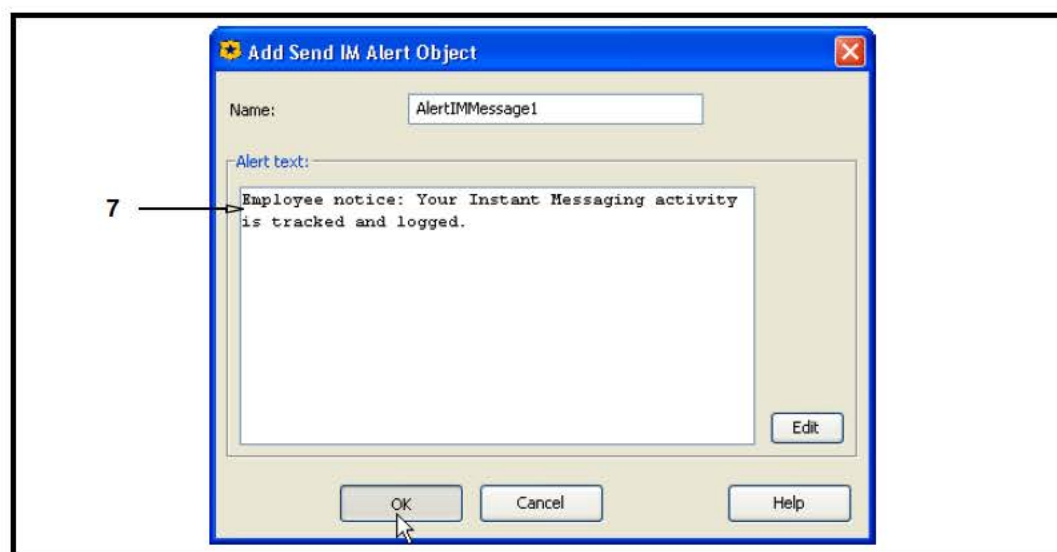 Add Send IM Alert Object
Name:
AlertIMMessage1
Alert text:
7
Employee notice: Your Instant Messaging activity
is tracked and logged.
Edit
OK
Cancel
Help